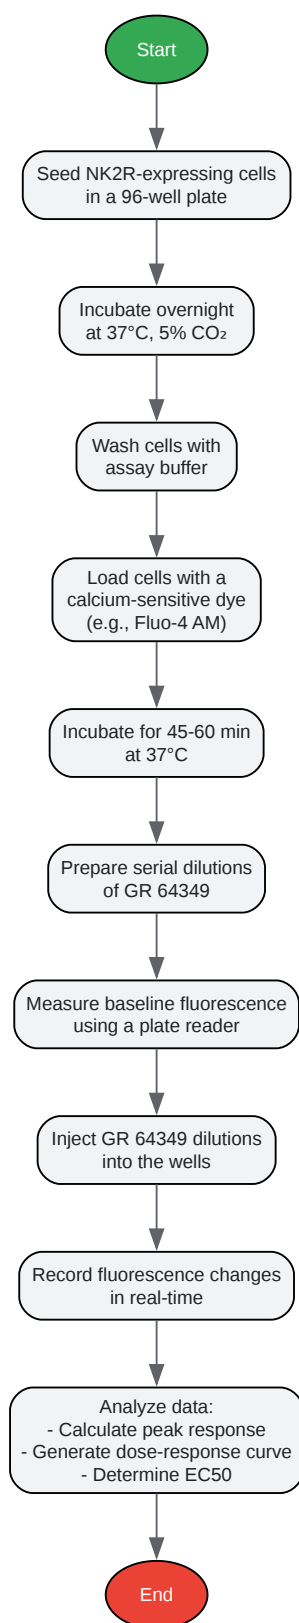 Start
Seed NK2R-expressing cells
in a 96-well plate
Incubate overnight
at 37°C, 5% CO₂
Wash cells with
assay buffer
Load cells with a
calcium-sensitive dye
(e.g., Fluo-4 AM)
Incubate for 45-60 min
at 37°C
Prepare serial dilutions
of GR 64349
Measure baseline fluorescence
using a plate reader
Inject GR 64349 dilutions
into the wells
Record fluorescence changes
in real-time
Analyze data:
- Calculate peak response
- Generate dose-response curve
- Determine EC50
End